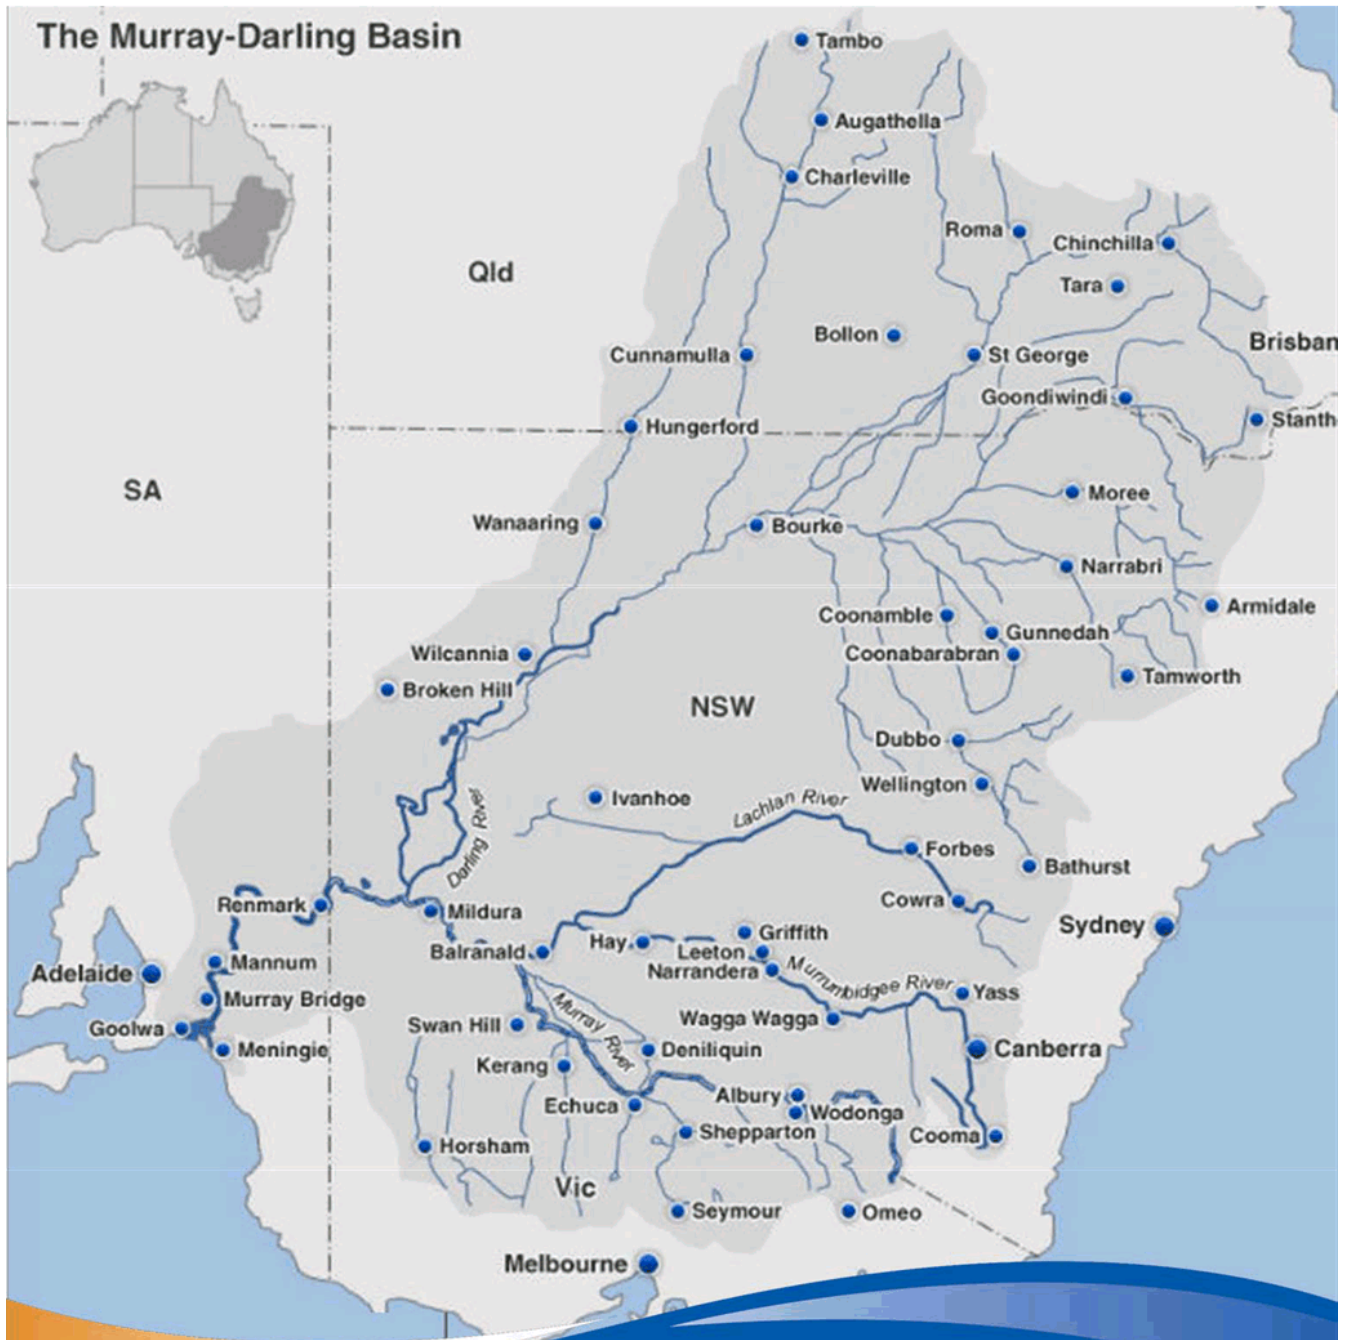 The Murray-Darling Basin
Tambo
Augathella
Charleville
Roma
Chinchilla
Qld
Tara
Bollon
Brisban
Cunnamulla
St George
Goondiwindi
Stanth
Hungerford
SA
Moree
Wanaaring
Bourke
Narrabri
Armidale
Coonamble
Gunnedah
Wilcannia
Coonabarabran
Tamworth
Broken Hill
NSW
Dubbo
Wellington
Ivanhoe
Lachlan River
Darling River
Forbes
Bathurst
Cowra
Renmark
Mildura
Sydney
Griffith
Hay
Leeton
Balranald
Mannum
Narrandera
Murrumbidgee River
Adelaide
Yass
Murray Bridge
Murray River
Wagga Wagga
Swan Hill
Goolwa
Meningie
Deniliquin
Canberra
Kerang
Albury
Echuca
Wodonga
Shepparton
Cooma
Horsham
Vic
Seymour
Omeo
Melbourne